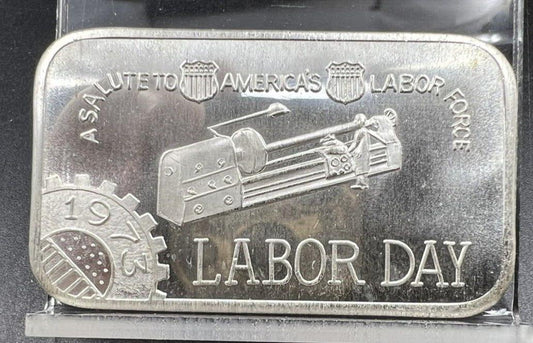 A SALUTE TO AMERICA'S LABOR FORCE
1973
LABOR DAY